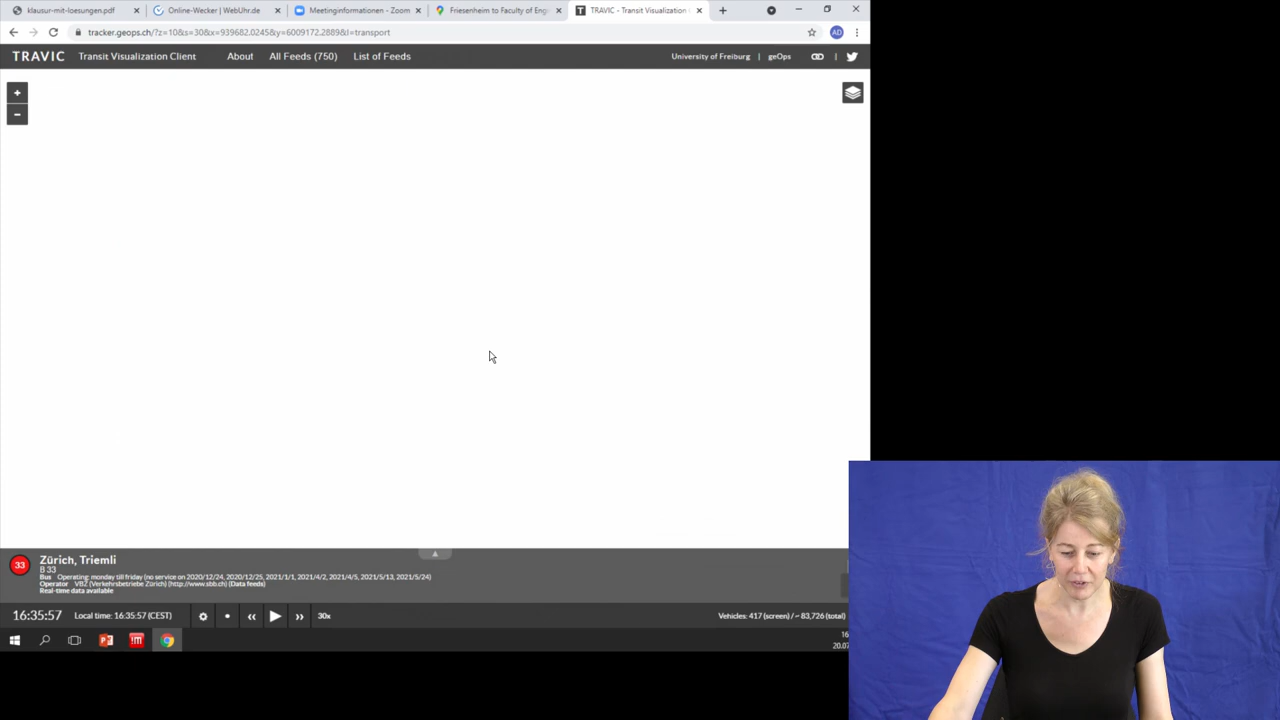 klausur-mit-loesungen.pdf
Online-Wecker | WebUhr.de
Meetinginformationen - Zoom
Friesenheim to Faculty of Eng
TRAVIC - Transit Visualization
tracker.geops.ch/?z=10&s=30&x=939682.0245&y=6009172.2889&l=transport
AD
TRAVIC Transit Visualization Client About All Feeds (750) List of Feeds University of Freiburg | geOps
+
−
33
Zürich, Triemli
B 33
Bus Operating: monday till friday (no service on 2020/12/24, 2020/12/25, 2021/1/1, 2021/4/2, 2021/4/5, 2021/5/13, 2021/5/24)
Operator VBZ (Verkehrsbetriebe Zürich) (http://www.sbb.ch) (Data feeds)
Real-time data available
16:35:57 Local time: 16:35:57 (CEST) 30x Vehicles: 417 (screen) / ~ 83,726 (total)
16
20.07